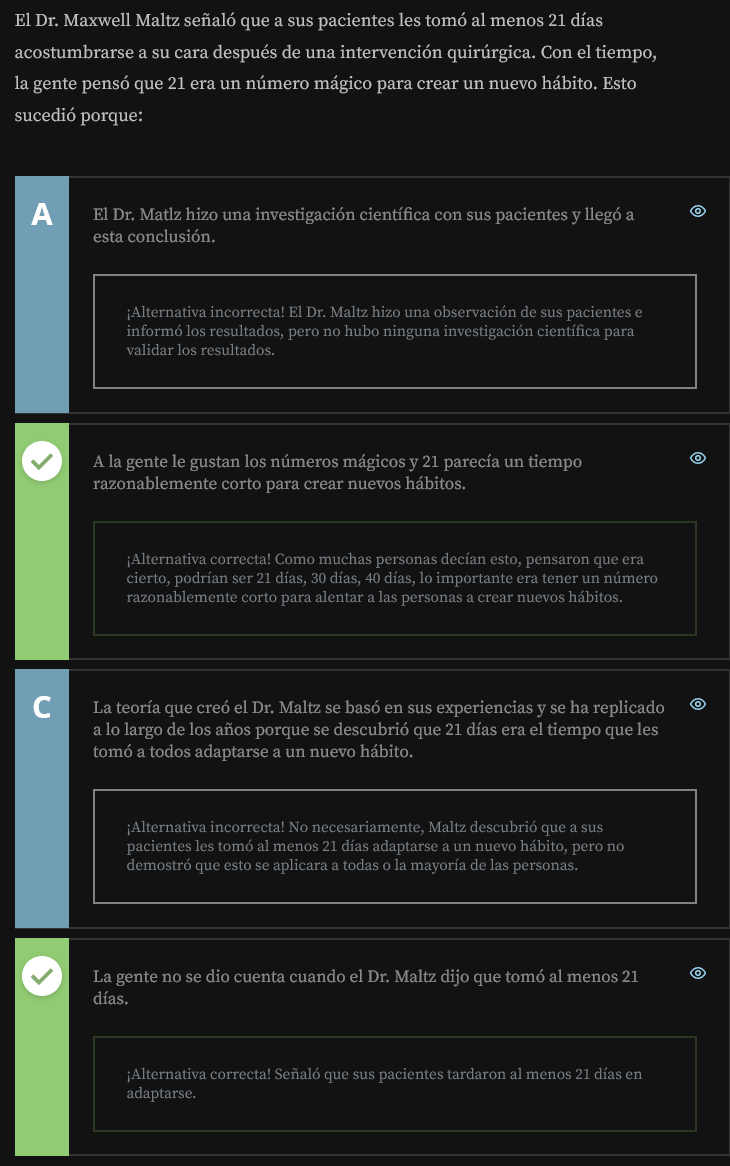 El Dr. Maxwell Maltz señaló que a sus pacientes les tomó al menos 21 días
acostumbrarse a su cara después de una intervención quirúrgica. Con el tiempo,
la gente pensó que 21 era un número mágico para crear un nuevo hábito. Esto
sucedió porque:
A
El Dr. Matlz hizo una investigación científica con sus pacientes y llegó a
esta conclusión.
¡Alternativa incorrecta! El Dr. Maltz hizo una observación de sus pacientes e
informó los resultados, pero no hubo ninguna investigación científica para
validar los resultados.
A la gente le gustan los números mágicos y 21 parecía un tiempo
razonablemente corto para crear nuevos hábitos.
¡Alternativa correcta! Como muchas personas decían esto, pensaron que era
cierto, podrían ser 21 días, 30 días, 40 días, lo importante era tener un número
razonablemente corto para alentar a las personas a crear nuevos hábitos.
C
La teoría que creó el Dr. Maltz se basó en sus experiencias y se ha replicado
a lo largo de los años porque se descubrió que 21 días era el tiempo que les
tomó a todos adaptarse a un nuevo hábito.
¡Alternativa incorrecta! No necesariamente, Maltz descubrió que a sus
pacientes les tomó al menos 21 días adaptarse a un nuevo hábito, pero no
demostró que esto se aplicara a todas o la mayoría de las personas.
La gente no se dio cuenta cuando el Dr. Maltz dijo que tomó al menos 21
días.
¡Alternativa correcta! Señaló que sus pacientes tardaron al menos 21 días en
adaptarse.